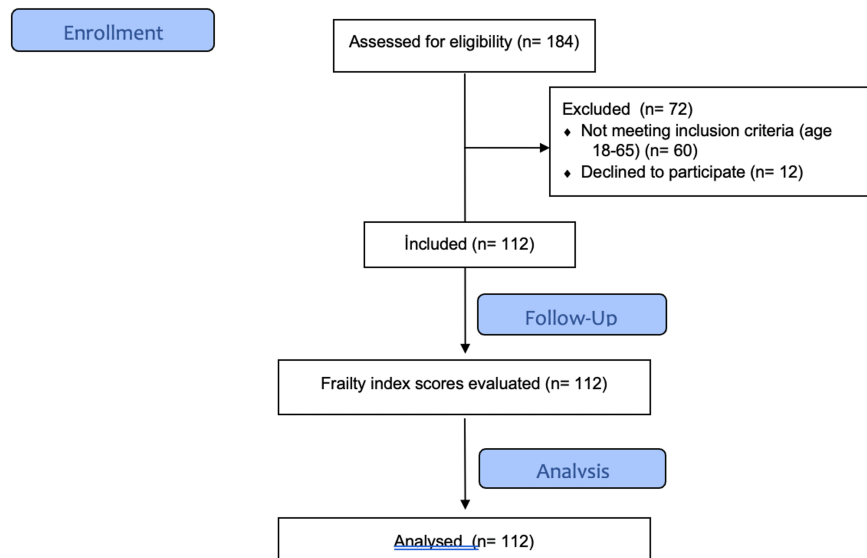 Enrollment
Assessed for eligibility (n= 184)
Excluded (n= 72)
♦ Not meeting inclusion criteria (age
18-65) (n= 60)
♦ Declined to participate (n= 12)
İncluded (n= 112)
Follow-Up
Frailty index scores evaluated (n= 112)
Analysis
Analysed (n= 112)